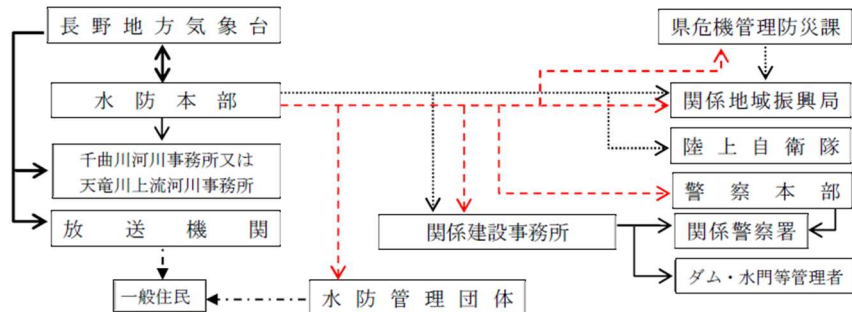 長野地方気象台
県危機管理防災課
水防本部
関係地域振興局
千曲川河川事務所又は
天竜川上流河川事務所
陸上自衛隊
警察本部
放送機関
関係建設事務所
関係警察署
ダム・水門等管理者
一般住民
水防管理団体